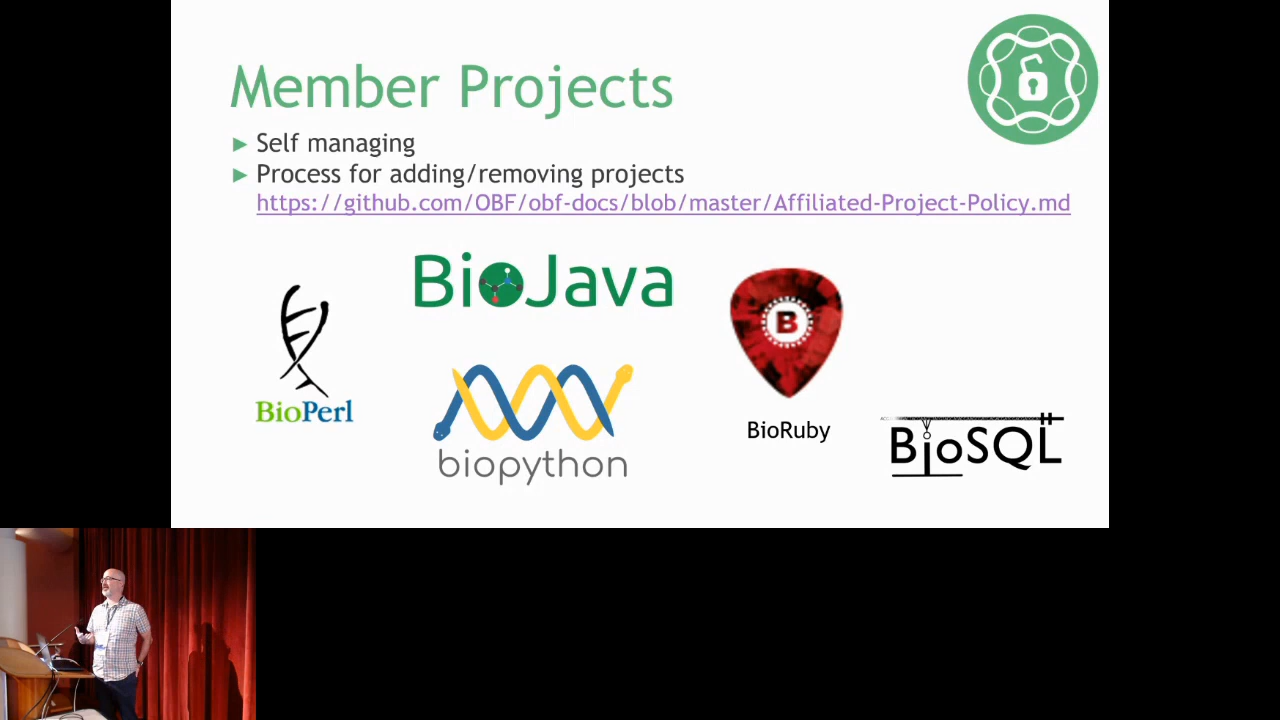 Member Projects
Self managing
Process for adding/removing projects
https://github.com/OBF/obf-docs/blob/master/Affiliated-Project-Policy.md
BioJava
B
BioPerl
biopython
BioRuby
BioSQL